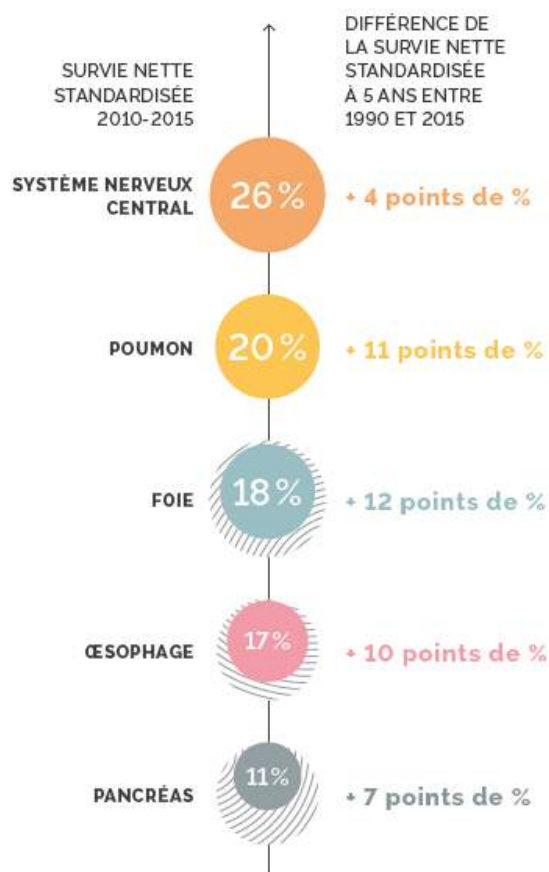 SURVIE NETTE
STANDARDISÉE
2010-2015
DIFFÉRENCE DE
LA SURVIE NETTE
STANDARDISÉE
À 5 ANS ENTRE
1990 ET 2015
SYSTÈME NERVEUX
CENTRAL
26 %
+ 4 points de %
POUMON
20 %
+ 11 points de %
FOIE
18 %
+ 12 points de %
ŒSOPHAGE
17 %
+ 10 points de %
PANCRÉAS
11 %
+ 7 points de %